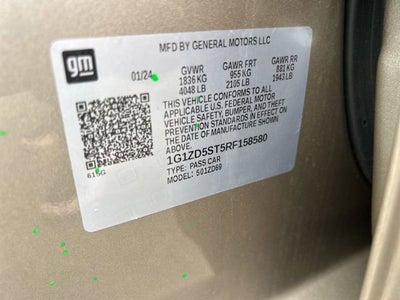 gm
MFD BY GENERAL MOTORS LLC
01/24 GVWR GAWR FRT GAWR RR
1836 KG 955 KG 881 KG
4048 LB 2105 LB 1943 LB
THIS VEHICLE CONFORMS TO ALL
APPLICABLE U.S. FEDERAL MOTOR
VEHICLE SAFETY, BUMPER, AND THEFT
PREVENTION STANDARDS IN EFFECT ON
THE DATE OF MANUFACTURE SHOWN
ABOVE.
1G1ZD5ST5RF158580
TYPE: PASS CAR
MODEL: 501ZD69